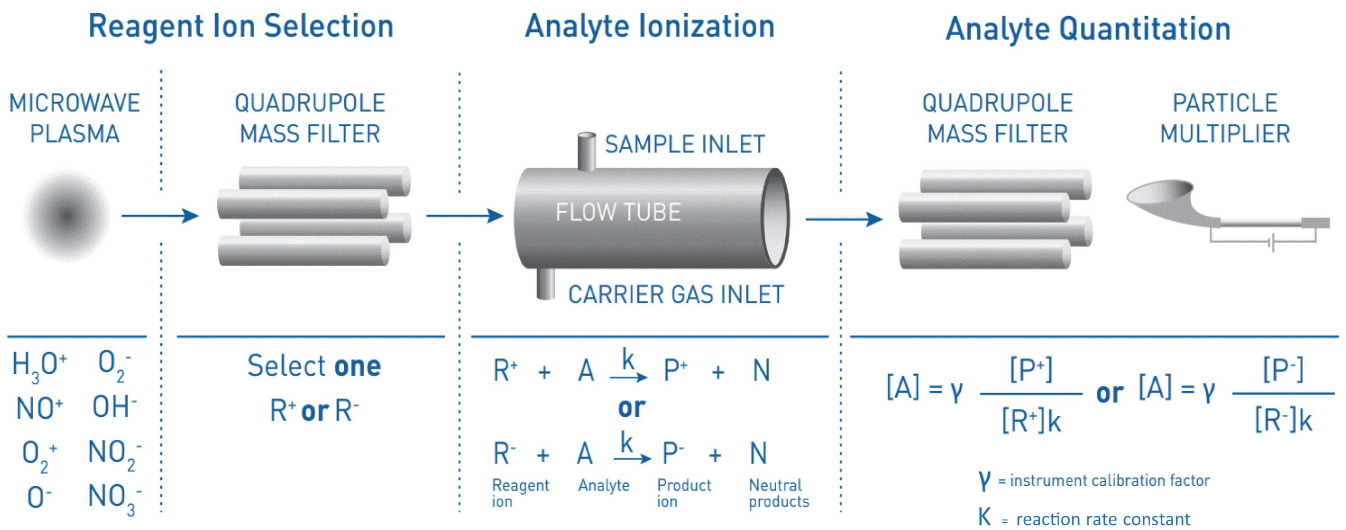 Reagent Ion Selection
Analyte Ionization
Analyte Quantitation
MICROWAVE
PLASMA
QUADRUPOLE
MASS FILTER
SAMPLE INLET
FLOW TUBE
CARRIER GAS INLET
QUADRUPOLE
MASS FILTER
PARTICLE
MULTIPLIER
H₃O⁺ O₂⁻
NO⁺ OH⁻
O₂⁺ NO₂⁻
O⁻ NO₃⁻
Select one
R⁺ or R⁻
R⁺ + A k→ P⁺ + N
or
R⁻ + A k→ P⁻ + N
Reagent ion
Analyte
Product ion
Neutral products
[A] = γ [P⁺] / [R⁺]k or [A] = γ [P⁻] / [R⁻]k
γ = instrument calibration factor
K = reaction rate constant